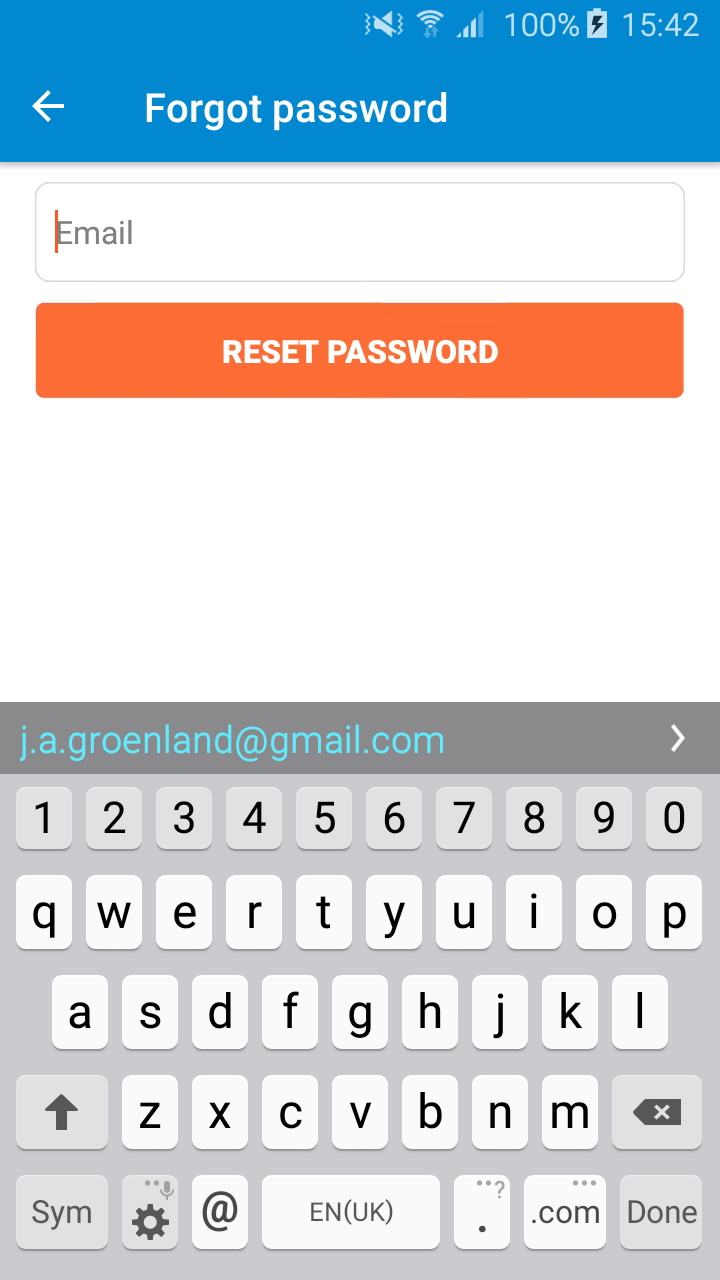 100% 15:42
Forgot password
Email
RESET PASSWORD
j.a.groenland@gmail.com
1 2 3 4 5 6 7 8 9 0
q w e r t y u i o p
a s d f g h j k l
z x c v b n m
Sym @ EN(UK) . ? .com Done